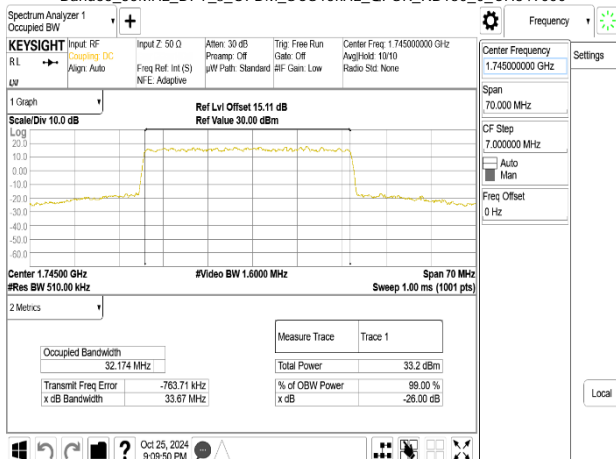 Spectrum Analyzer 1
Occupied BW
Frequency
KEYSIGHT
RL
Input: RF
Coupling: DC
Align: Auto
Input Z: 50 Ω
Freq Ref: Int (S)
NFE: Adaptive
Atten: 30 dB
Preamp: Off
µW Path: Standard
Trig: Free Run
Gate: Off
#IF Gain: Low
Center Freq: 1.745000000 GHz
Avg|Hold: 10/10
Radio Std: None
Center Frequency
1.745000000 GHz
Settings
Span
70.000 MHz
CF Step
7.000000 MHz
Auto
Man
Freq Offset
0 Hz
Local
1 Graph
Scale/Div 10.0 dB
Ref Lvl Offset 15.11 dB
Ref Value 30.00 dBm
Log
20.0
10.0
0.00
-10.0
-20.0
-30.0
-40.0
-50.0
-60.0
Center 1.74500 GHz
#Video BW 1.6000 MHz
Span 70 MHz
#Res BW 510.00 kHz
Sweep 1.00 ms (1001 pts)
2 Metrics
Measure Trace
Trace 1
Occupied Bandwidth
32.174 MHz
Total Power
33.2 dBm
Transmit Freq Error
-763.71 kHz
% of OBW Power
99.00 %
x dB Bandwidth
33.67 MHz
x dB
-26.00 dB
Oct 25, 2024
9:09:50 PM